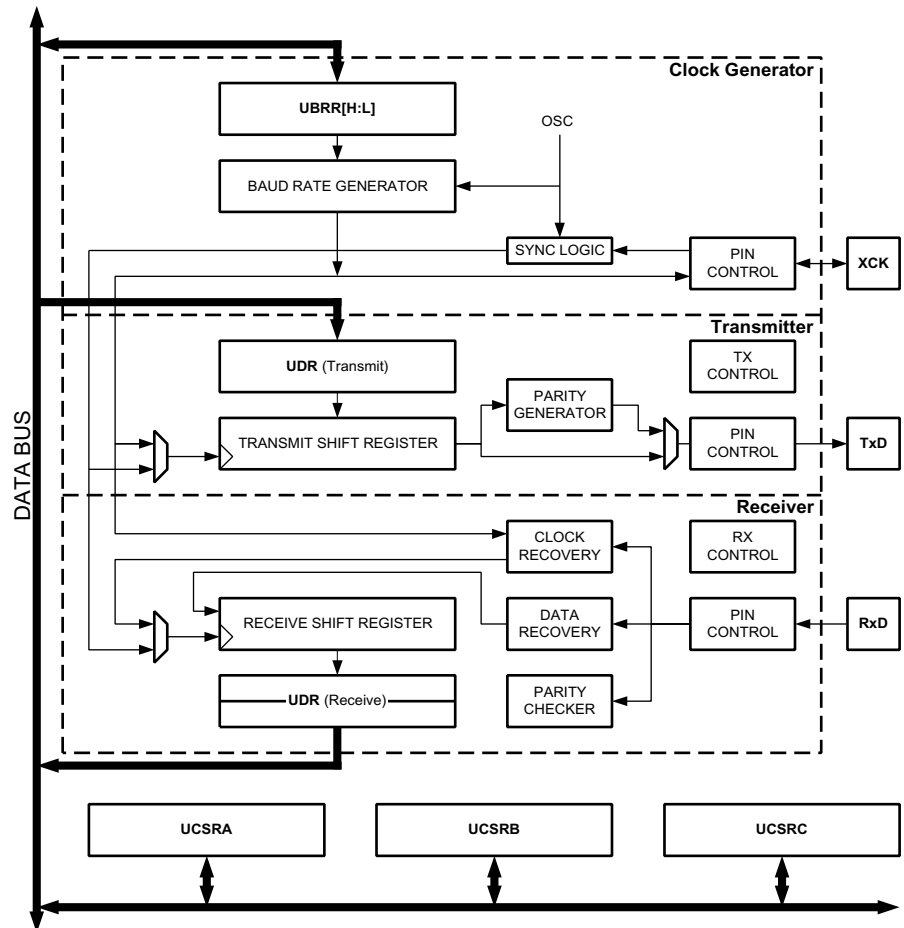 Clock Generator
UBRR[H:L]
OSC
BAUD RATE GENERATOR
SYNC LOGIC
PIN
CONTROL
XCK
Transmitter
UDR (Transmit)
TX
CONTROL
PARITY
GENERATOR
TRANSMIT SHIFT REGISTER
PIN
CONTROL
TxD
DATA BUS
Receiver
CLOCK
RECOVERY
RX
CONTROL
RECEIVE SHIFT REGISTER
DATA
RECOVERY
PIN
CONTROL
RxD
UDR (Receive)
PARITY
CHECKER
UCSRA
UCSRB
UCSRC